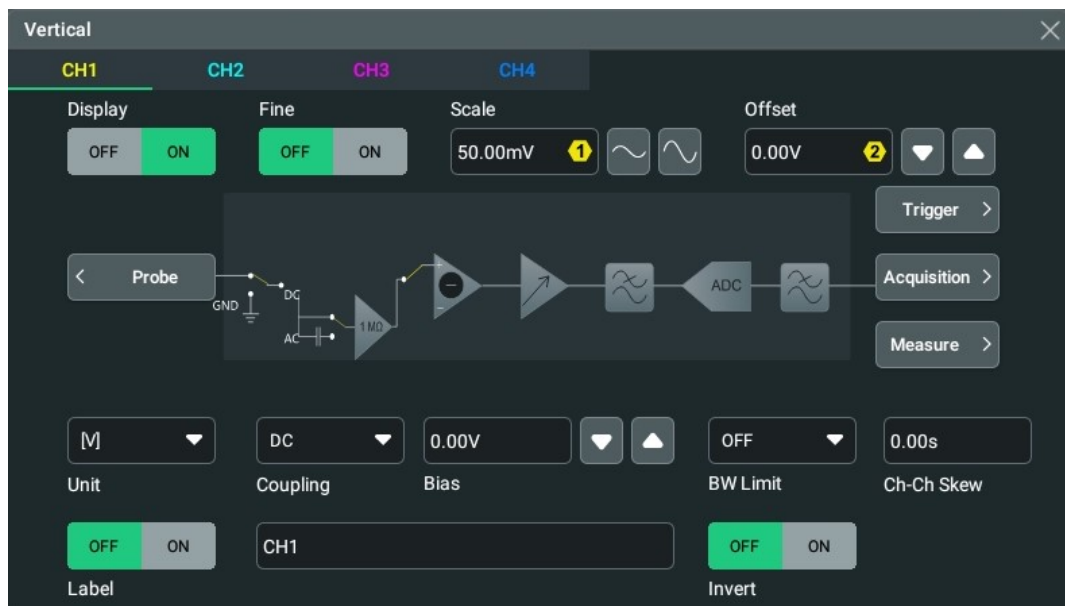 Vertical
CH1 CH2 CH3 CH4
Display Fine Scale Offset
OFF ON OFF ON 50.00mV 1 0.00V 2
Trigger >
< Probe Acquisition >
GND DC ADC
1 MΩ
AC
Measure >
[V] DC 0.00V OFF 0.00s
Unit Coupling Bias BW Limit Ch-Ch Skew
OFF ON CH1 OFF ON
Label Invert